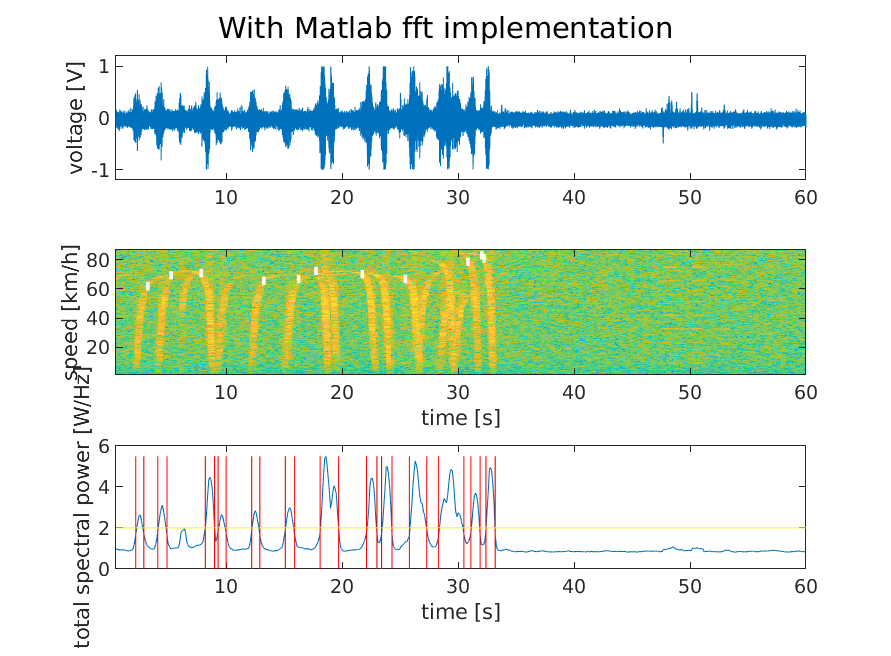 With Matlab fft implementation
voltage [V]
1
0
-1
10 20 30 40 50 60
speed [km/h]
80
60
40
20
10 20 30 40 50 60
time [s]
total spectral power [W/Hz]
6
4
2
0
10 20 30 40 50 60
time [s]